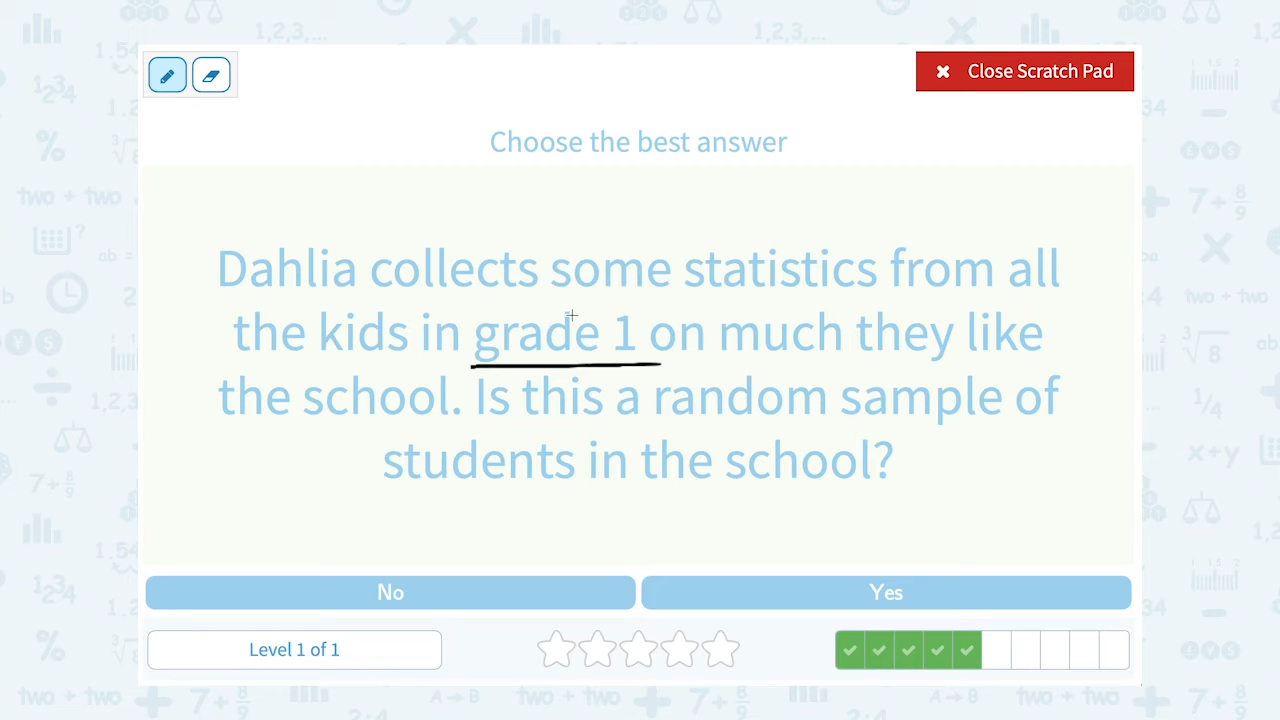 Close Scratch Pad
Choose the best answer
Dahlia collects some statistics from all
the kids in grade 1 on much they like
the school. Is this a random sample of
students in the school?
No
Yes
Level 1 of 1